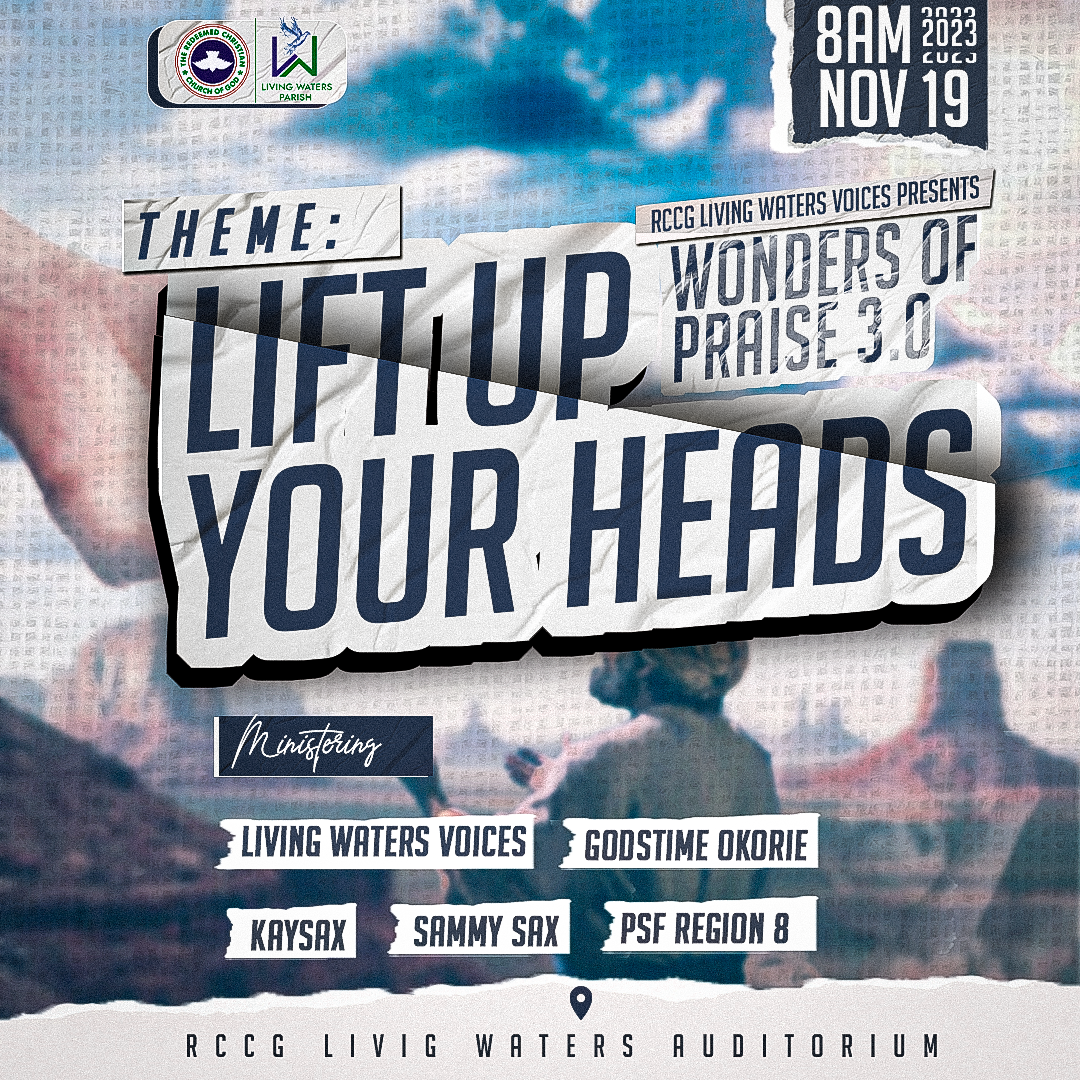 THE REDEEMED CHRISTIAN
CHURCH OF GOD
LIVING WATERS
PARISH
8AM 2023
NOV 19
THEME:
RCCG LIVING WATERS VOICES PRESENTS
WONDERS OF
PRAISE 3.0
LIFT UP
YOUR HEADS
Ministering
LIVING WATERS VOICES
GODSTIME OKORIE
KAYSAX
SAMMY SAX
PSF REGION 8
RCCG LIVIG WATERS AUDITORIUM